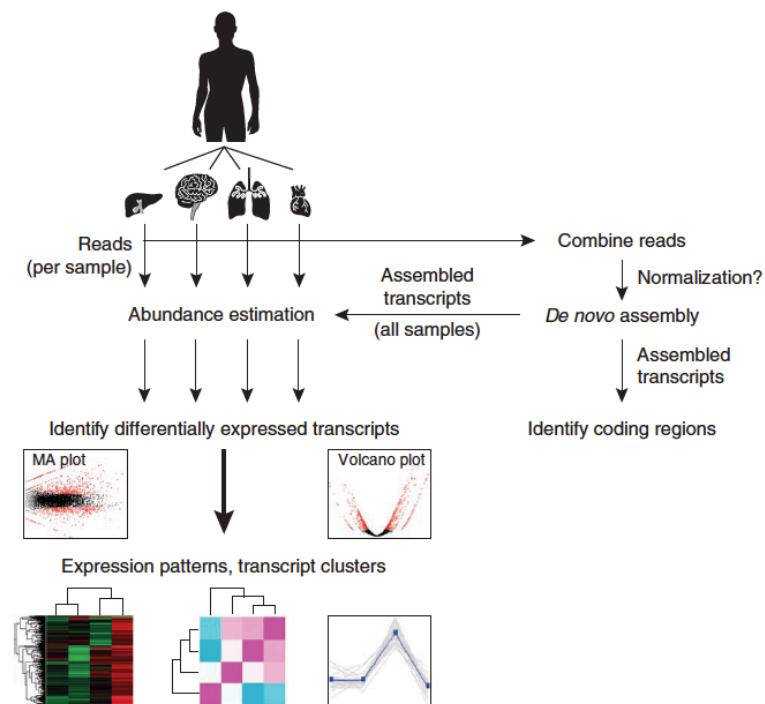 Reads
(per sample)
Combine reads
Normalization?
Assembled
transcripts
(all samples)
Abundance estimation
De novo assembly
Assembled
transcripts
Identify differentially expressed transcripts
Identify coding regions
MA plot
Volcano plot
Expression patterns, transcript clusters